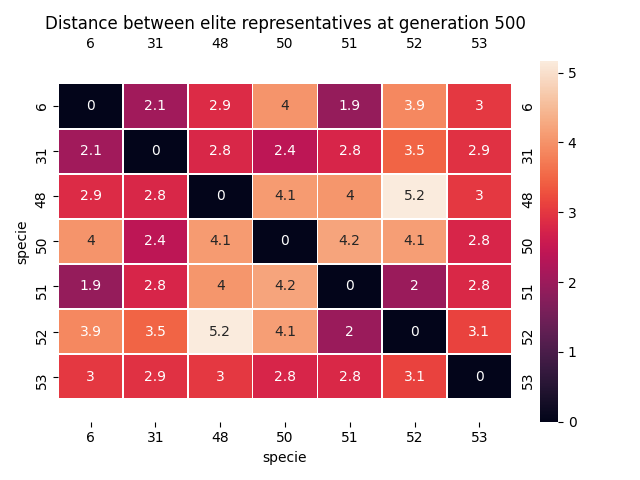 Distance between elite representatives at generation 500
6 31 48 50 51 52 53
6 0 2.1 2.9 4 1.9 3.9 3 6
31 2.1 0 2.8 2.4 2.8 3.5 2.9 31
48 2.9 2.8 0 4.1 4 5.2 3 48
50 4 2.4 4.1 0 4.2 4.1 2.8 50
51 1.9 2.8 4 4.2 0 2 2.8 51
52 3.9 3.5 5.2 4.1 2 0 3.1 52
53 3 2.9 3 2.8 2.8 3.1 0 53
6 31 48 50 51 52 53
specie
specie
5
4
3
2
1
0